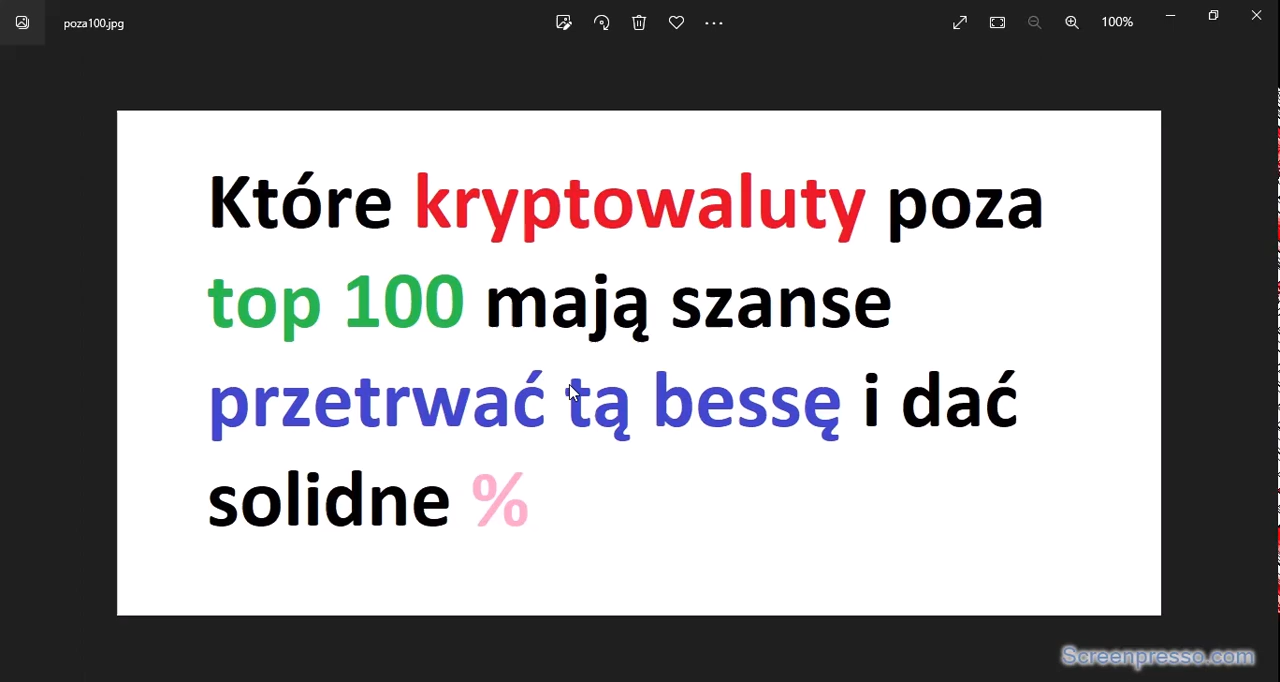 poza100.jpg
100%
Które kryptowaluty poza
top 100 mają szanse
przetrwać tą bessę i dać
solidne %
Screenpresso.com